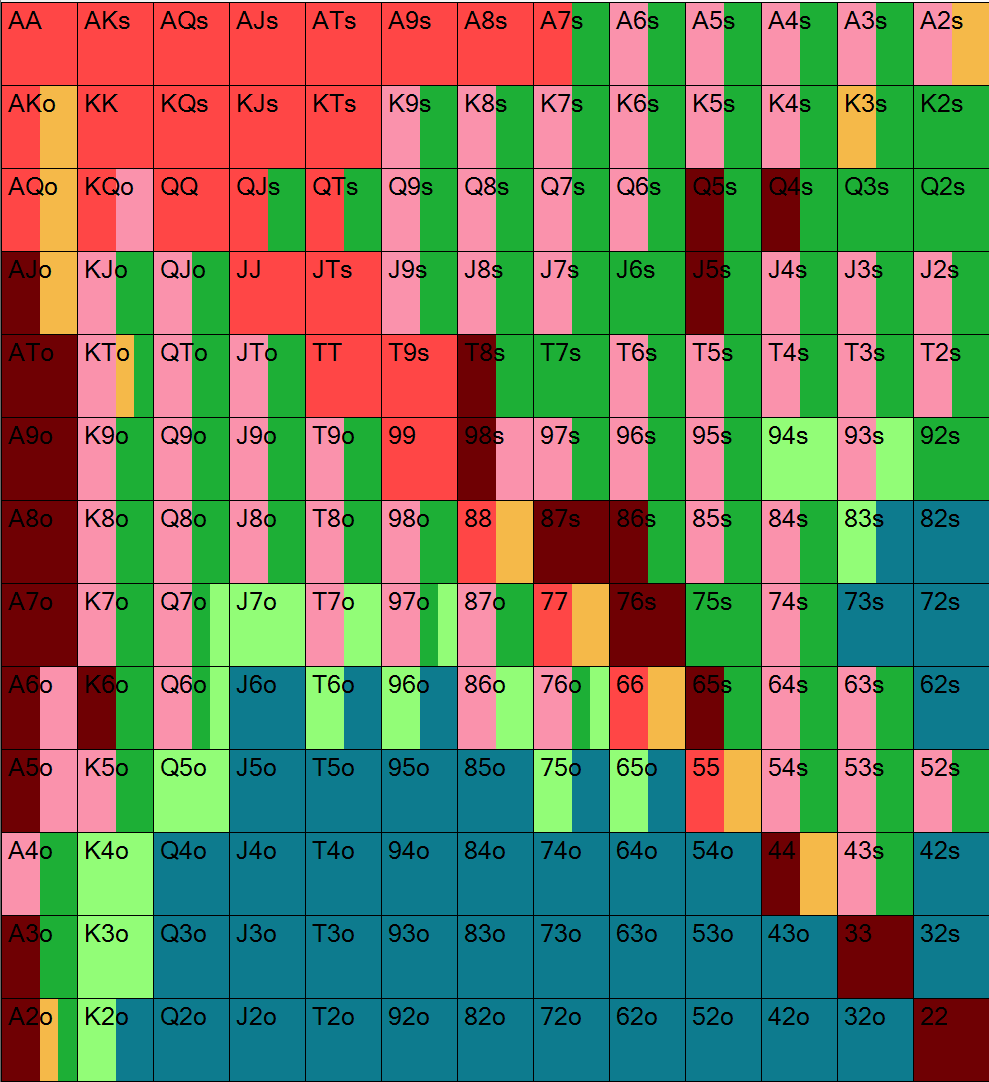 AA AKs AQs AJs ATs A9s A8s A7s A6s A5s A4s A3s A2s
AKo KK KQs KJs KTs K9s K8s K7s K6s K5s K4s K3s K2s
AQo KQo QQ QJs QTs Q9s Q8s Q7s Q6s Q5s Q4s Q3s Q2s
AJo KJo QJo JJ JTs J9s J8s J7s J6s J5s J4s J3s J2s
ATo KTo QTo JTo TT T9s T8s T7s T6s T5s T4s T3s T2s
A9o K9o Q9o J9o T9o 99 98s 97s 96s 95s 94s 93s 92s
A8o K8o Q8o J8o T8o 98o 88 87s 86s 85s 84s 83s 82s
A7o K7o Q7o J7o T7o 97o 87o 77 76s 75s 74s 73s 72s
A6o K6o Q6o J6o T6o 96o 86o 76o 66 65s 64s 63s 62s
A5o K5o Q5o J5o T5o 95o 85o 75o 65o 55 54s 53s 52s
A4o K4o Q4o J4o T4o 94o 84o 74o 64o 54o 44 43s 42s
A3o K3o Q3o J3o T3o 93o 83o 73o 63o 53o 43o 33 32s
A2o K2o Q2o J2o T2o 92o 82o 72o 62o 52o 42o 32o 22